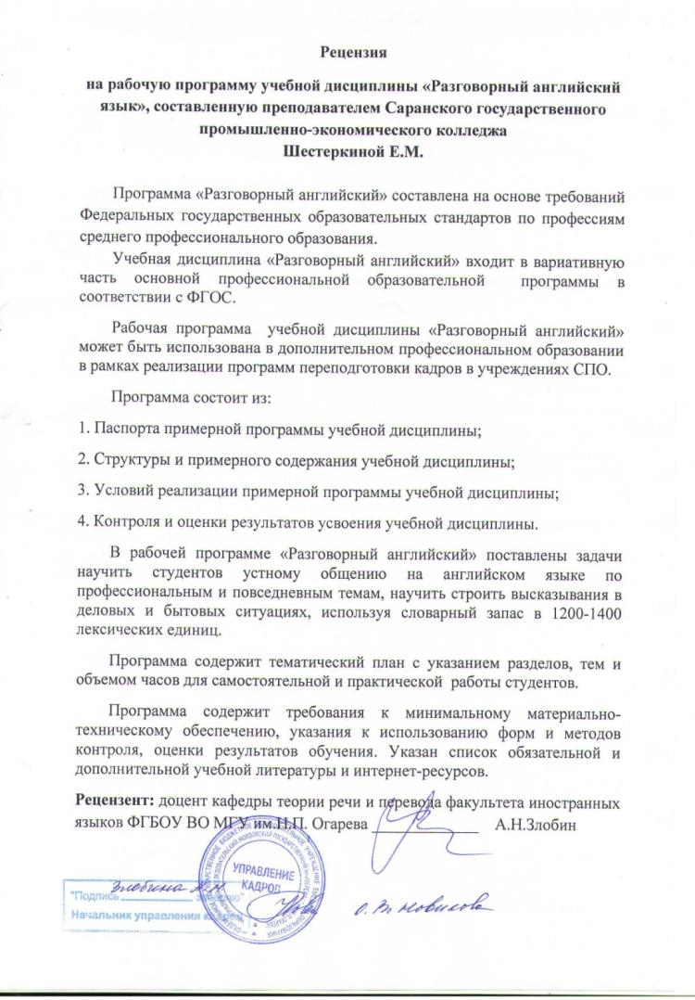 Рецензия
на рабочую программу учебной дисциплины «Разговорный английский
язык», составленную преподавателем Саранского государственного
промышленно-экономического колледжа
Шестеркиной Е.М.
Программа «Разговорный английский» составлена на основе требований
Федеральных государственных образовательных стандартов по профессиям
среднего профессионального образования.
Учебная дисциплина «Разговорный английский» входит в вариативную
часть основной профессиональной образовательной программы в
соответствии с ФГОС.
Рабочая программа учебной дисциплины «Разговорный английский»
может быть использована в дополнительном профессиональном образовании
в рамках реализации программ переподготовки кадров в учреждениях СПО.
Программа состоит из:
1. Паспорта примерной программы учебной дисциплины;
2. Структуры и примерного содержания учебной дисциплины;
3. Условий реализации примерной программы учебной дисциплины;
4. Контроля и оценки результатов усвоения учебной дисциплины.
В рабочей программе «Разговорный английский» поставлены задачи
научить студентов устному общению на английском языке по
профессиональным и повседневным темам, научить строить высказывания в
деловых и бытовых ситуациях, используя словарный запас в 1200-1400
лексических единиц.
Программа содержит тематический план с указанием разделов, тем и
объемом часов для самостоятельной и практической работы студентов.
Программа содержит требования к минимальному материально-
техническому обеспечению, указания к использованию форм и методов
контроля, оценки результатов обучения. Указан список обязательной и
дополнительной учебной литературы и интернет-ресурсов.
Рецензент: доцент кафедры теории речи и перевода факультета иностранных
языков ФГБОУ ВО МГУ им.Н.П. Огарева ____________ А.Н.Злобин
УПРАВЛЕНИЕ
КАДРОВ
Злобина А.Н.
"Подпись заверяю"
Начальник управления кадров
О.В. Новикова